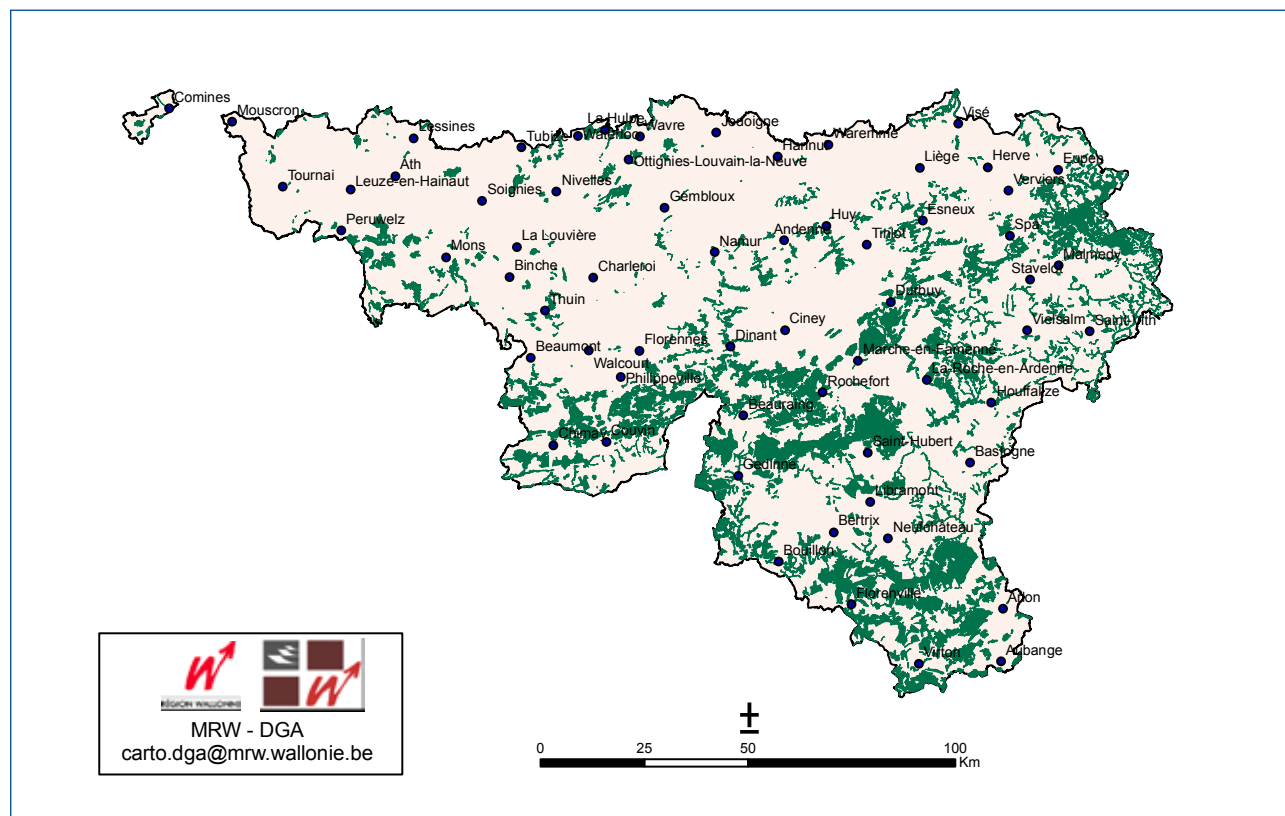 Comines
Mouscron
Lessines
Tubize
La Hulpe
Waterloo
Wavre
Jodoigne
Hannut
Waremme
Visé
Tournai
Leuze-en-Hainaut
Ath
Soignies
Nivelles
Ottignies-Louvain-la-Neuve
Gembloux
Liège
Herve
Eupen
Verviers
Peruwelz
Mons
La Louvière
Binche
Charleroi
Namur
Andenne
Huy
Tinlot
Esneux
Spa
Malmedy
Stavelot
Thuin
Durbuy
Ciney
Dinant
Vielsalm
Saint-Vith
Beaumont
Walcourt
Florennes
Philippeville
Marche-en-Famenne
La-Roche-en-Ardenne
Rochefort
Houffalize
Beauraing
Chimay
Couvin
Saint-Hubert
Bastogne
Gedinne
Libramont
Bertrix
Neufchâteau
Bouillon
Florenville
Arlon
Virton
Aubange
RÉGION WALLONNE
MRW - DGA
carto.dga@mrw.wallonie.be
0 25 50 100
Km